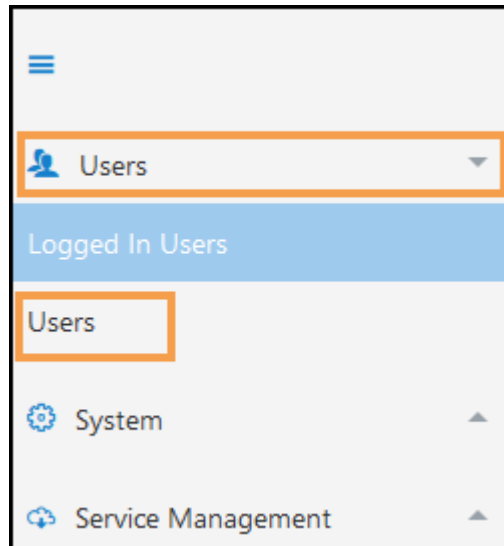 Users
Logged In Users
Users
System
Service Management